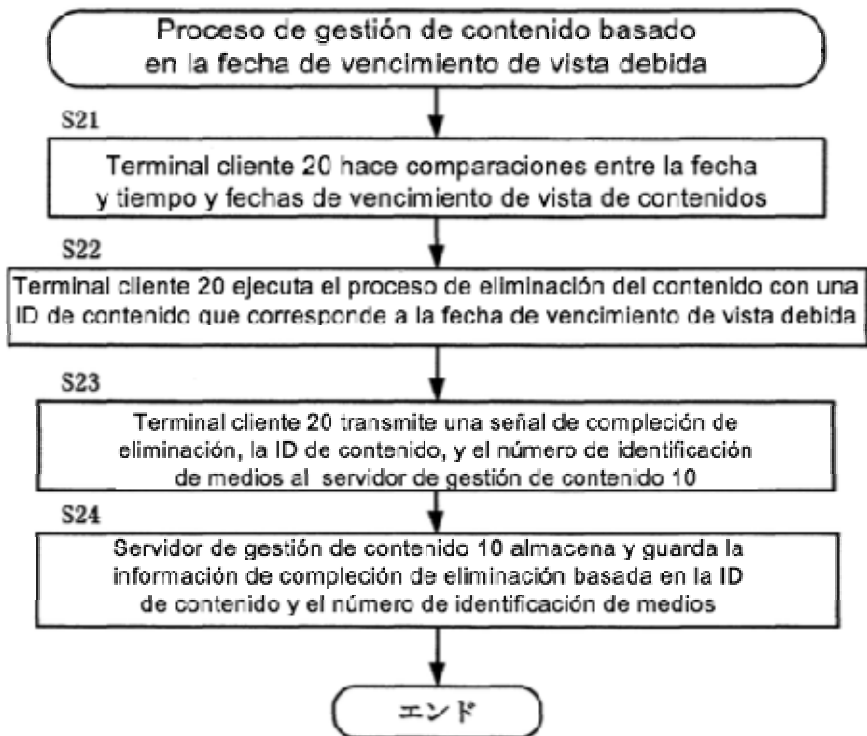 Proceso de gestión de contenido basado
en la fecha de vencimiento de vista debida
S21
Terminal cliente 20 hace comparaciones entre la fecha
y tiempo y fechas de vencimiento de vista de contenidos
S22
Terminal cliente 20 ejecuta el proceso de eliminación del contenido con una
ID de contenido que corresponde a la fecha de vencimiento de vista debida
S23
Terminal cliente 20 transmite una señal de compleción de
eliminación, la ID de contenido, y el número de identificación
de medios al servidor de gestión de contenido 10
S24
Servidor de gestión de contenido 10 almacena y guarda la
información de compleción de eliminación basada en la ID
de contenido y el número de identificación de medios
エンド